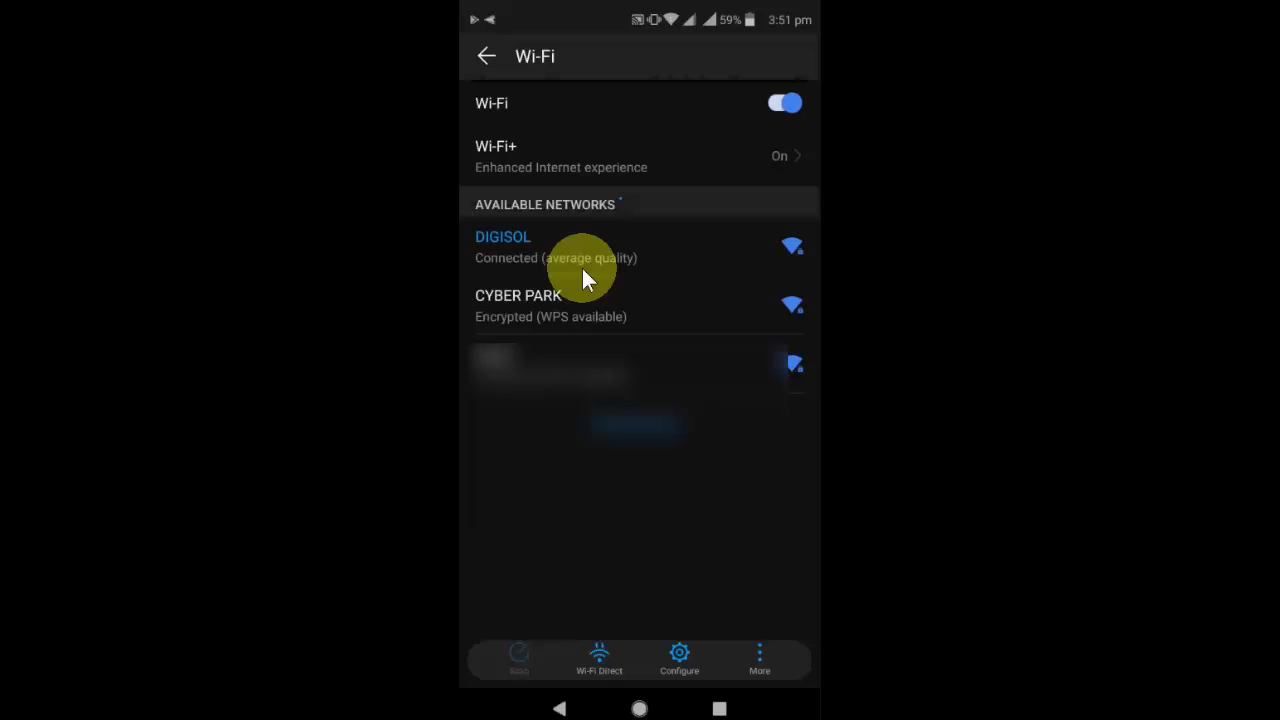 59% 3:51 pm
Wi-Fi
Wi-Fi
Wi-Fi+
Enhanced Internet experience
On
AVAILABLE NETWORKS
DIGISOL
Connected (average quality)
CYBER PARK
Encrypted (WPS available)
Scan
Wi-Fi Direct
Configure
More